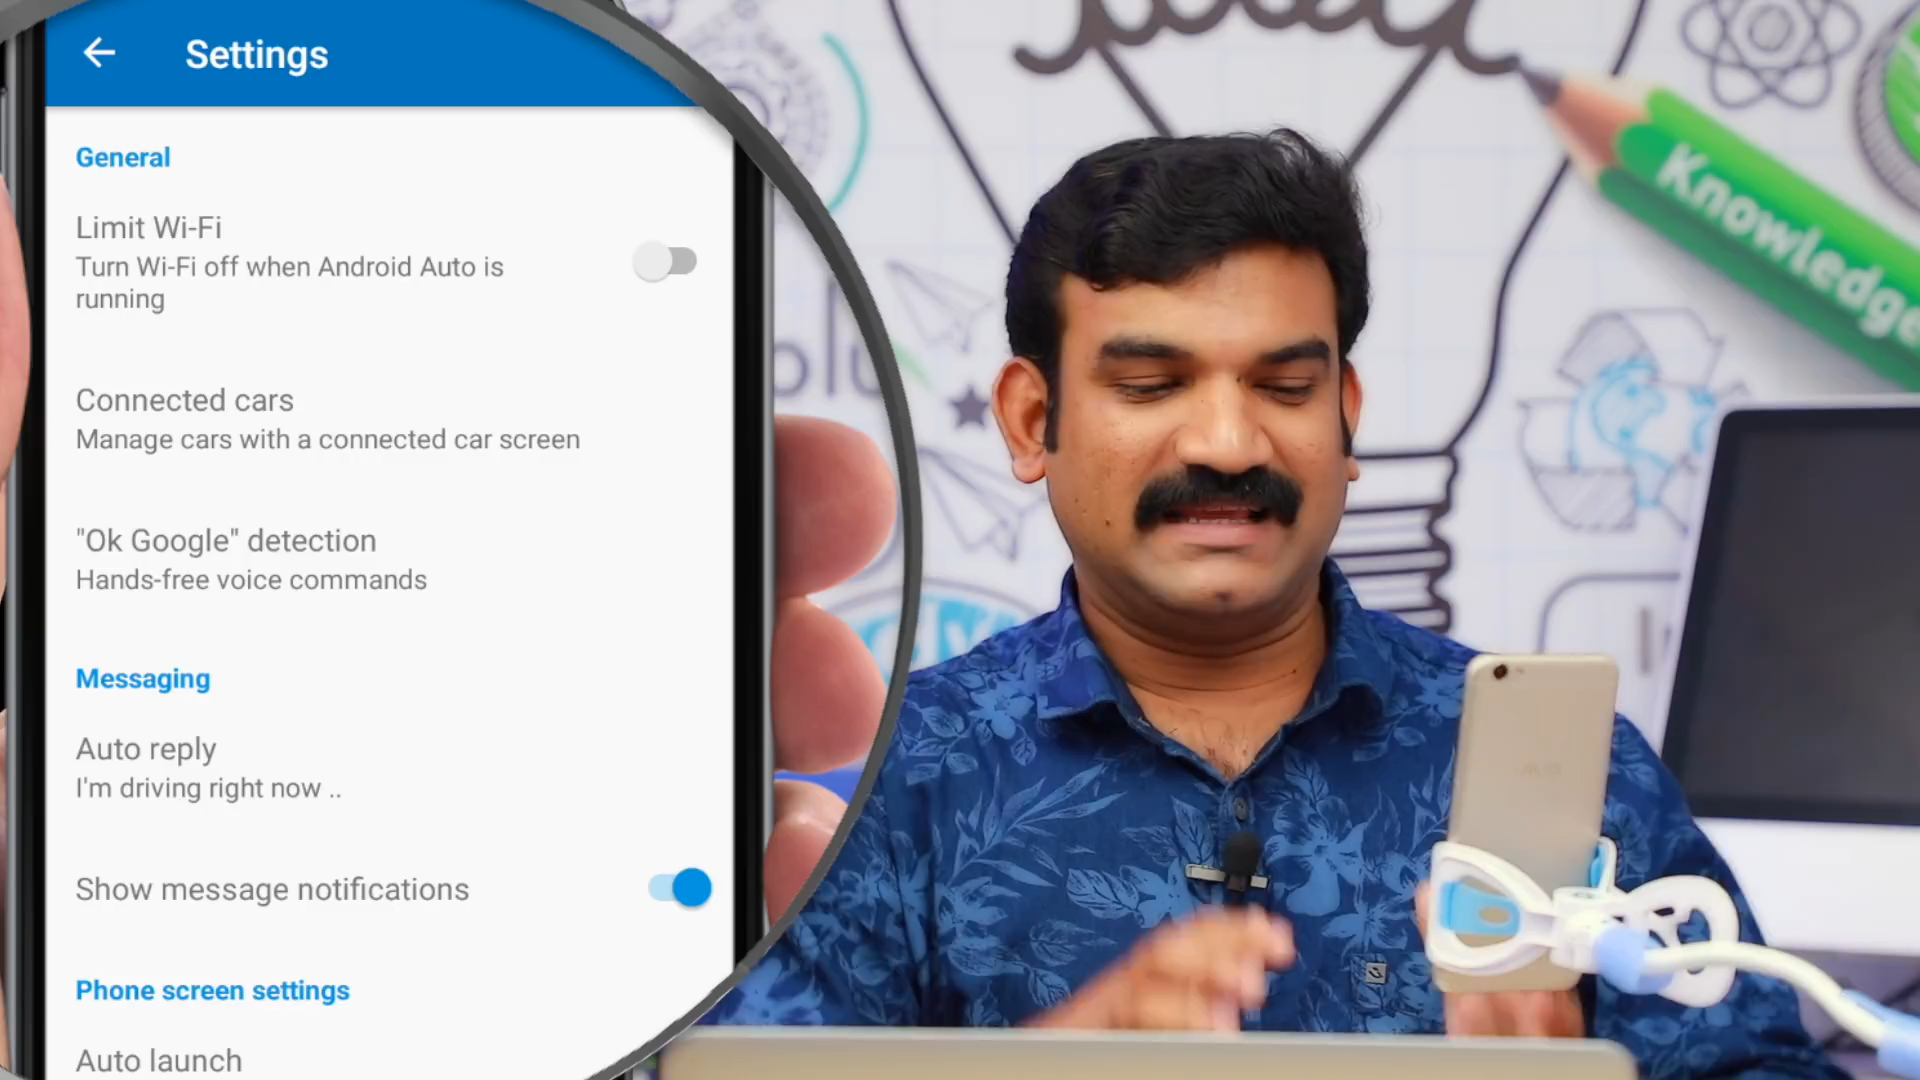 Settings
General
Limit Wi-Fi
Turn Wi-Fi off when Android Auto is
running
Connected cars
Manage cars with a connected car screen
"Ok Google" detection
Hands-free voice commands
Messaging
Auto reply
I'm driving right now ..
Show message notifications
Phone screen settings
Auto launch
Knowledge